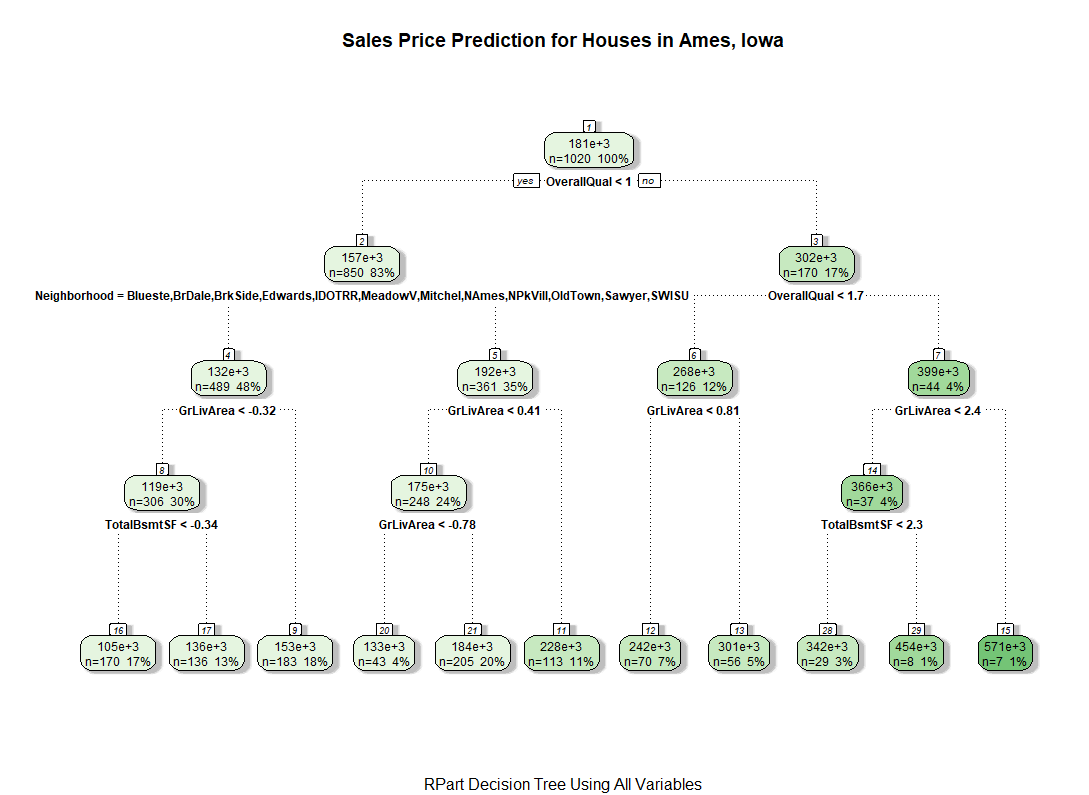 Sales Price Prediction for Houses in Ames, Iowa
1
181e+3
n=1020 100%
yes OverallQual < 1 no
2
157e+3
n=850 83%
3
302e+3
n=170 17%
Neighborhood = Blueste,BrDale,BrkSide,Edwards,IDOTRR,MeadowV,Mitchel,NAmes,NPkVill,OldTown,Sawyer,SWISU
OverallQual < 1.7
4
132e+3
n=489 48%
5
192e+3
n=361 35%
6
268e+3
n=126 12%
7
399e+3
n=44 4%
GrLivArea < -0.32
GrLivArea < 0.41
GrLivArea < 0.81
GrLivArea < 2.4
8
119e+3
n=306 30%
10
175e+3
n=248 24%
14
366e+3
n=37 4%
TotalBsmtSF < -0.34
GrLivArea < -0.78
TotalBsmtSF < 2.3
16
105e+3
n=170 17%
17
136e+3
n=136 13%
9
153e+3
n=183 18%
20
133e+3
n=43 4%
21
184e+3
n=205 20%
11
228e+3
n=113 11%
12
242e+3
n=70 7%
13
301e+3
n=56 5%
28
342e+3
n=29 3%
29
454e+3
n=8 1%
15
571e+3
n=7 1%
RPart Decision Tree Using All Variables